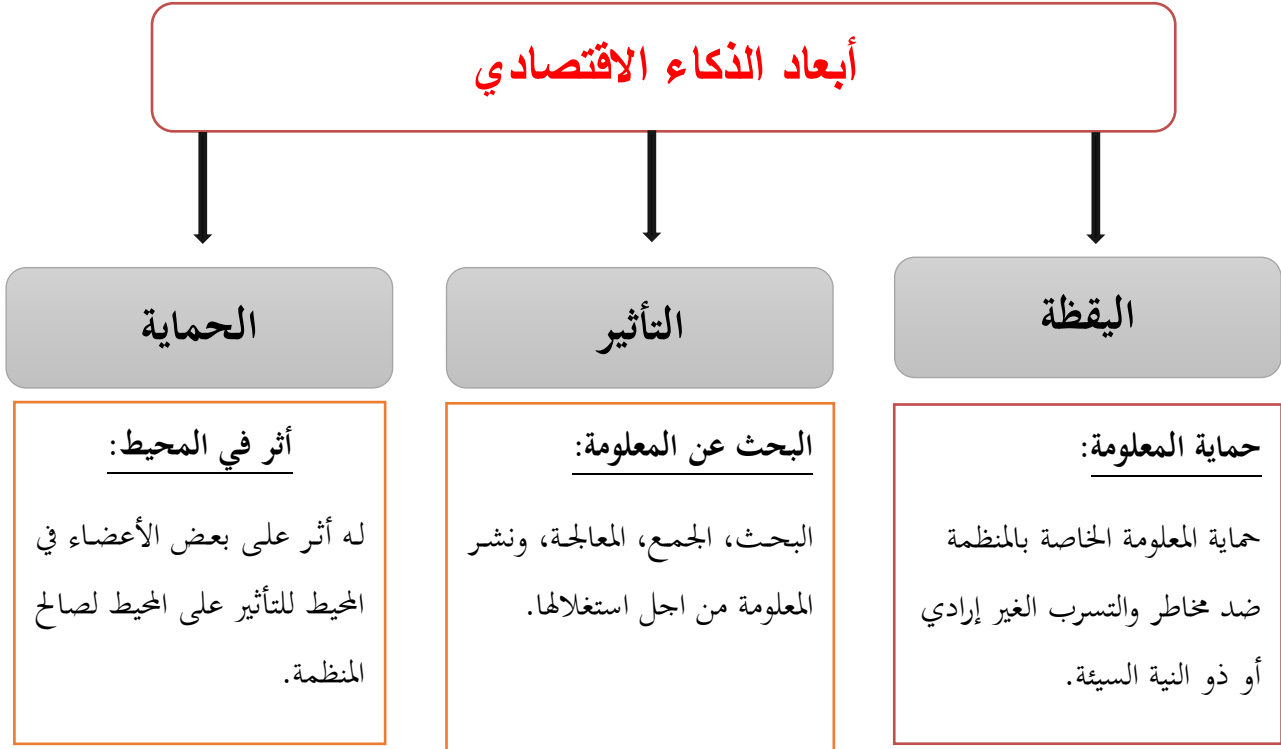 أبعاد الذكاء الاقتصادي
اليقظة
حماية المعلومة:
حماية المعلومة الخاصة بالمنظمة
ضد مخاطر والتسرب الغير إرادي
أو ذو النية السيئة.
التأثير
البحث عن المعلومة:
البحث، الجمع، المعالجة، ونشر
المعلومة من اجل استغلالها.
الحماية
أثر في المحيط:
له أثر على بعض الأعضاء في
المحيط للتأثير على المحيط لصالح
المنظمة.